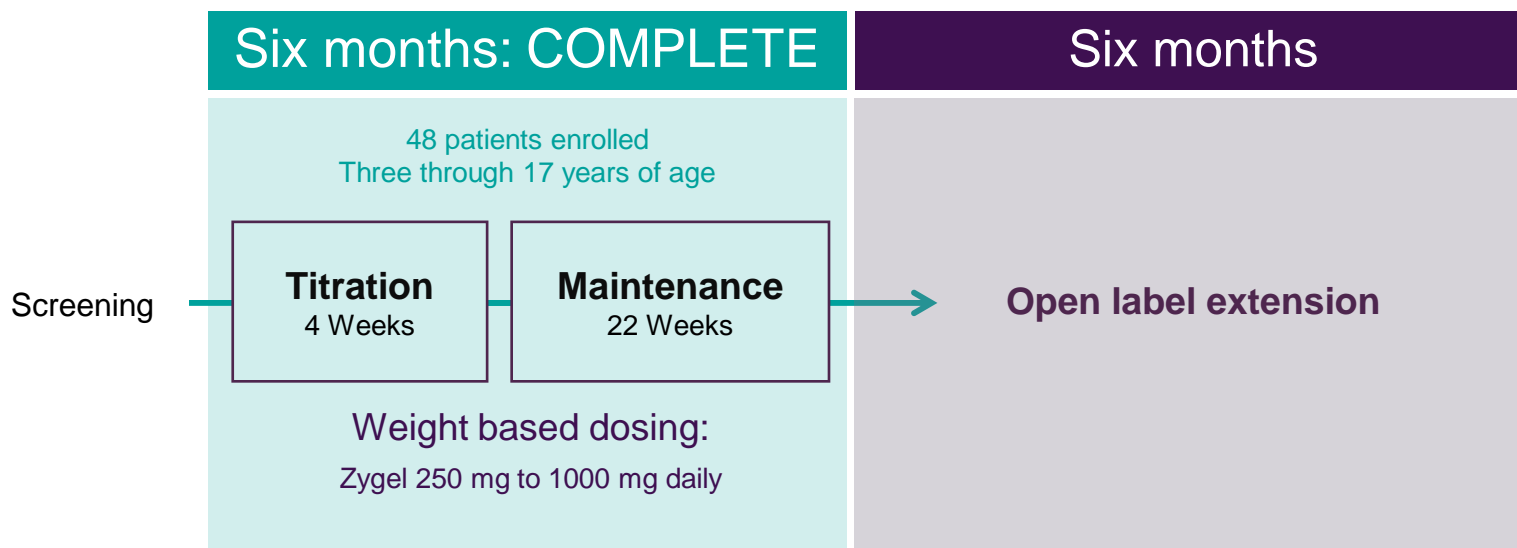 Six months: COMPLETE
Six months
48 patients enrolled
Three through 17 years of age
Screening
Titration
4 Weeks
Maintenance
22 Weeks
Open label extension
Weight based dosing:
Zygel 250 mg to 1000 mg daily